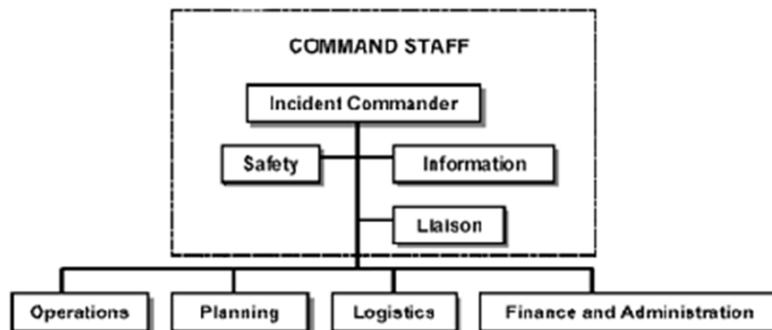 COMMAND STAFF
Incident Commander
Safety
Information
Liaison
Operations
Planning
Logistics
Finance and Administration